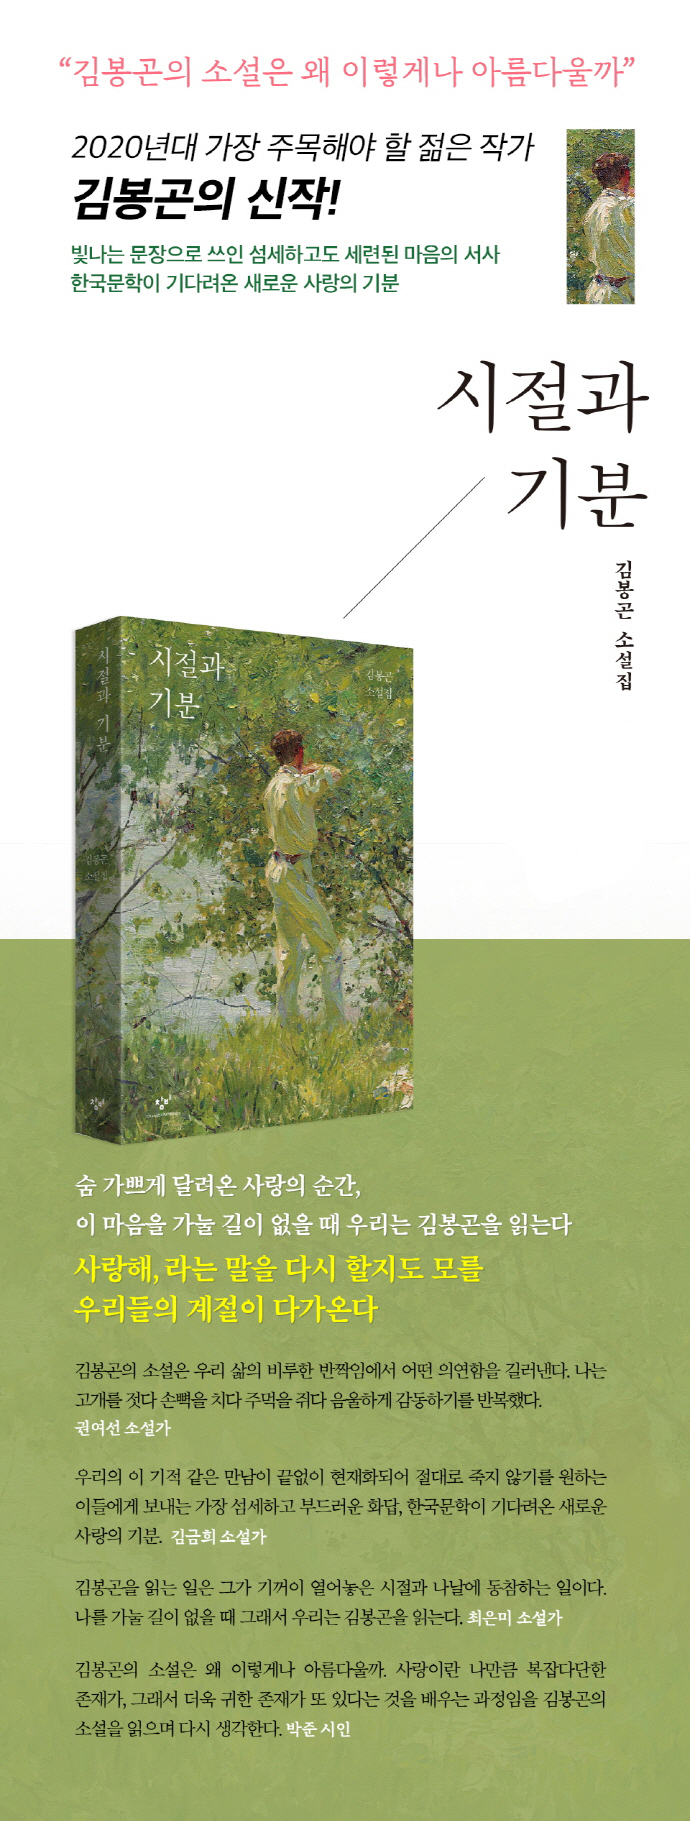 “김봉곤의 소설은 왜 이렇게나 아름다울까”
2020년대 가장 주목해야 할 젊은 작가
김봉곤의 신작!
빛나는 문장으로 쓰인 섬세하고도 세련된 마음의 서사
한국문학이 기다려온 새로운 사랑의 기분
시절과
기분
김봉곤 소설집
시절과 기분
김봉곤
소설집
창비
시절과
기분
김봉곤
소설집
창비
숨 가쁘게 달려온 사랑의 순간,
이 마음을 가눌 길이 없을 때 우리는 김봉곤을 읽는다
사랑해, 라는 말을 다시 할지도 모를
우리들의 계절이 다가온다
김봉곤의 소설은 우리 삶의 비루한 반짝임에서 어떤 의연함을 길러낸다. 나는
고개를 젓다 손뼉을 치다 주먹을 쥐다 음울하게 감동하기를 반복했다.
권여선 소설가
우리의 이 기적 같은 만남이 끝없이 현재화되어 절대로 죽지 않기를 원하는
이들에게 보내는 가장 섬세하고 부드러운 화답, 한국문학이 기다려온 새로운
사랑의 기분. 김금희 소설가
김봉곤을 읽는 일은 그가 기꺼이 열어놓은 시절과 나날에 동참하는 일이다.
나를 가눌 길이 없을 때 그래서 우리는 김봉곤을 읽는다. 최은미 소설가
김봉곤의 소설은 왜 이렇게나 아름다울까. 사랑이란 나만큼 복잡다단한
존재가, 그래서 더욱 귀한 존재가 또 있다는 것을 배우는 과정임을 김봉곤의
소설을 읽으며 다시 생각한다. 박준 시인